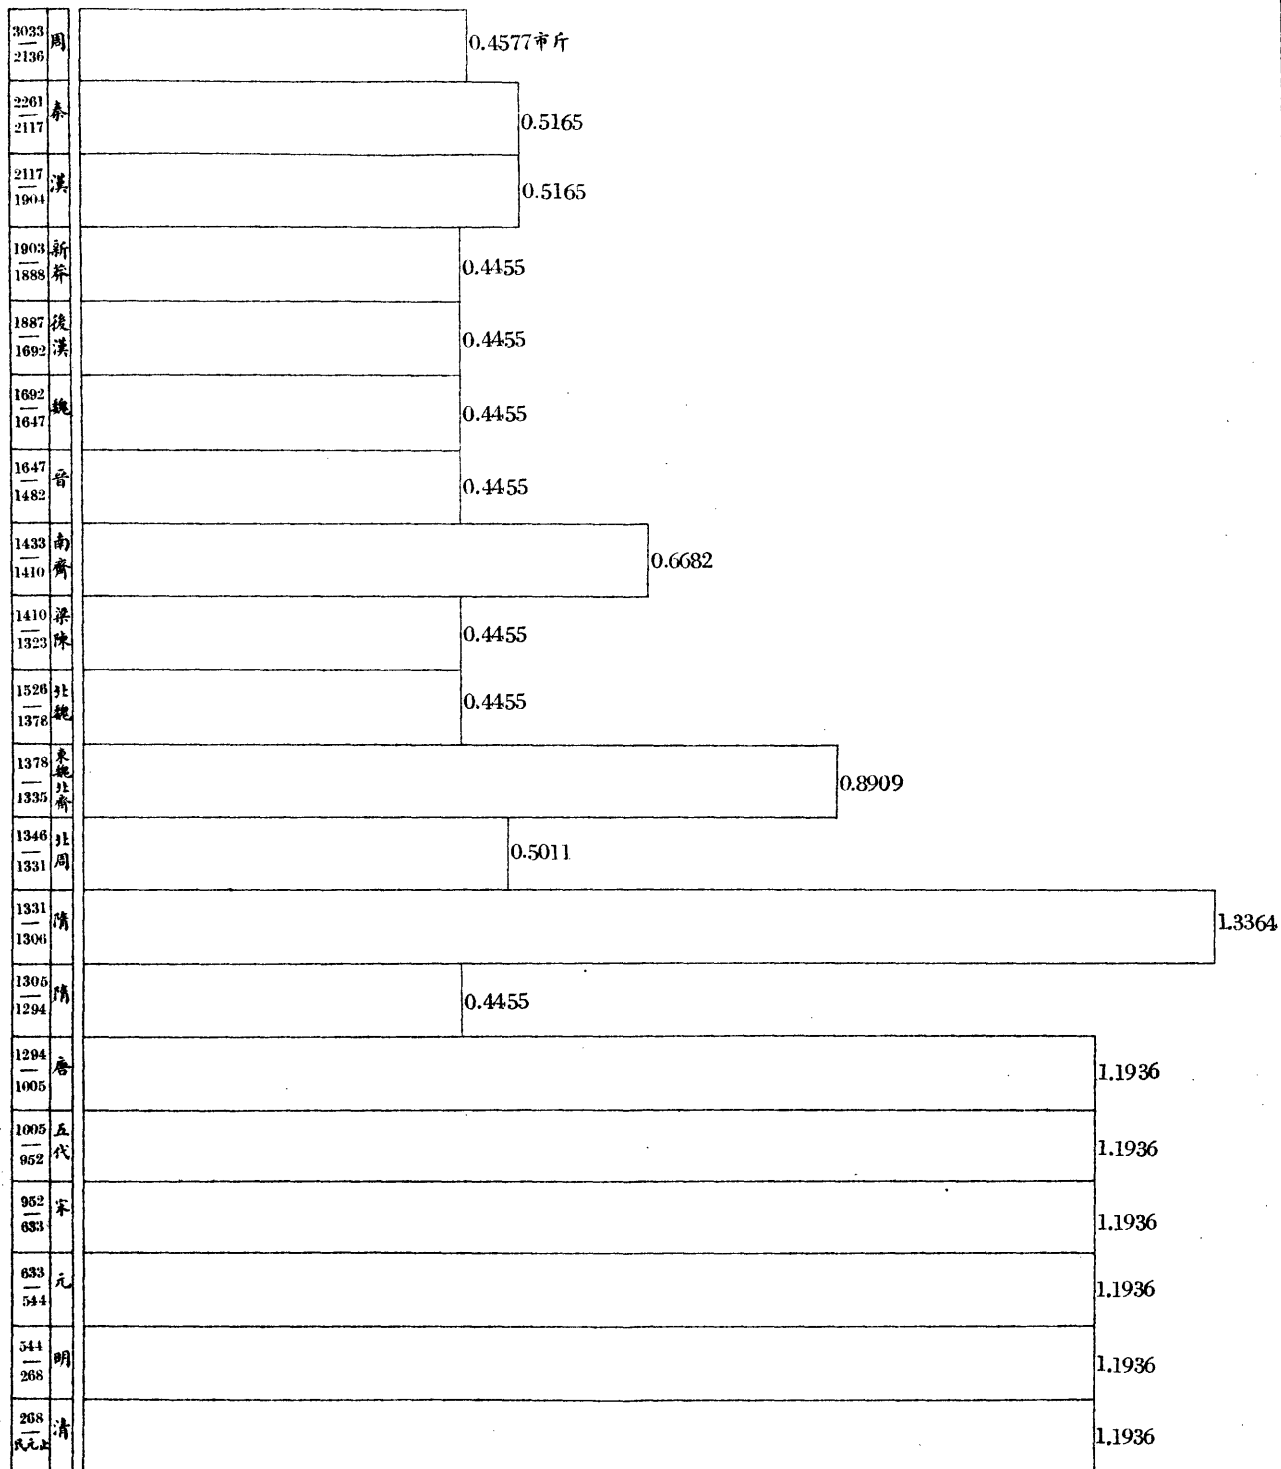 3033 — 2136 周 0.4577市斤
2261 — 2117 秦 0.5165
2117 — 1904 漢 0.5165
1903 — 1888 新莽 0.4455
1887 — 1692 後漢 0.4455
1692 — 1647 魏 0.4455
1647 — 1482 晉 0.4455
1433 — 1410 南齊 0.6682
1410 — 1323 梁陳 0.4455
1526 — 1378 北魏 0.4455
1378 — 1335 東魏北齊 0.8909
1346 — 1331 北周 0.5011
1331 — 1306 隋 1.3364
1305 — 1294 隋 0.4455
1294 — 1005 唐 1.1936
1005 — 952 五代 1.1936
952 — 633 宋 1.1936
633 — 544 元 1.1936
544 — 268 明 1.1936
268 — 民元上 清 1.1936